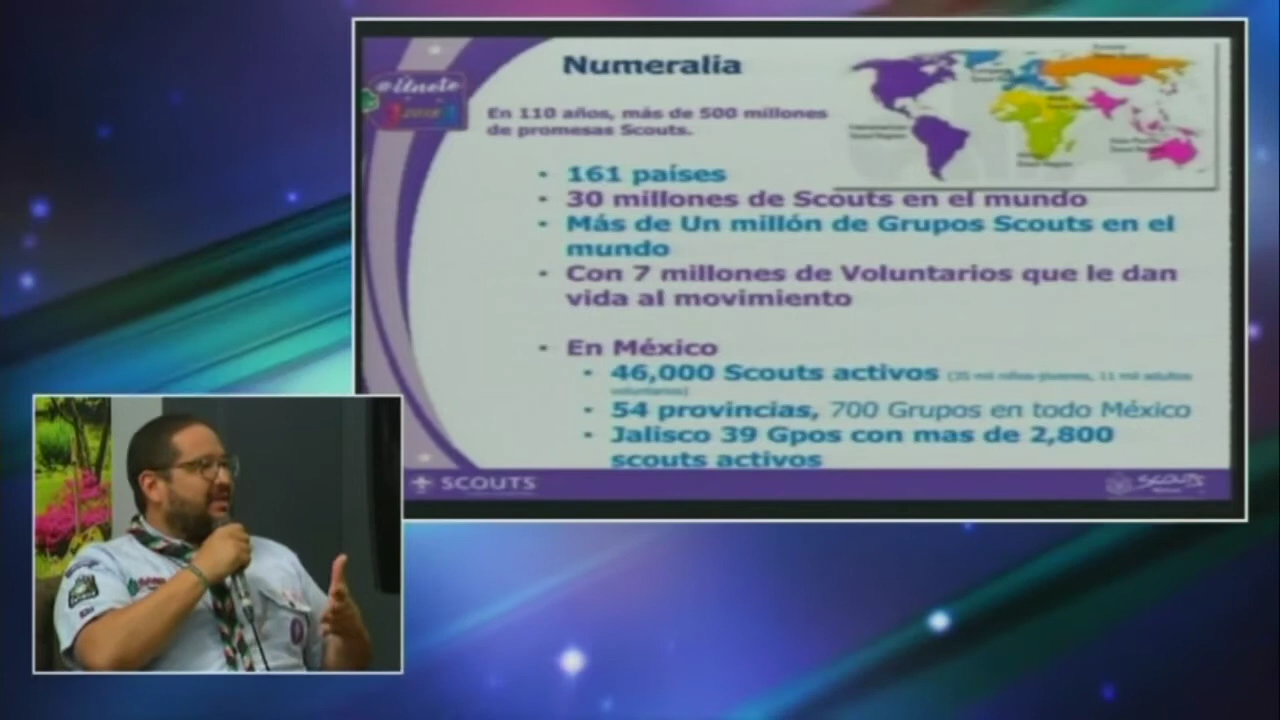 Numeralia
@Únete
2018
En 110 años, más de 500 millones
de promesas Scouts.
• 161 países
• 30 millones de Scouts en el mundo
• Más de Un millón de Grupos Scouts en el
mundo
• Con 7 millones de Voluntarios que le dan
vida al movimiento
• En México
• 46,000 Scouts activos
• 54 provincias, 700 Grupos en todo México
• Jalisco 39 Gpos con mas de 2,800
scouts activos
SCOUTS
SCOUTS